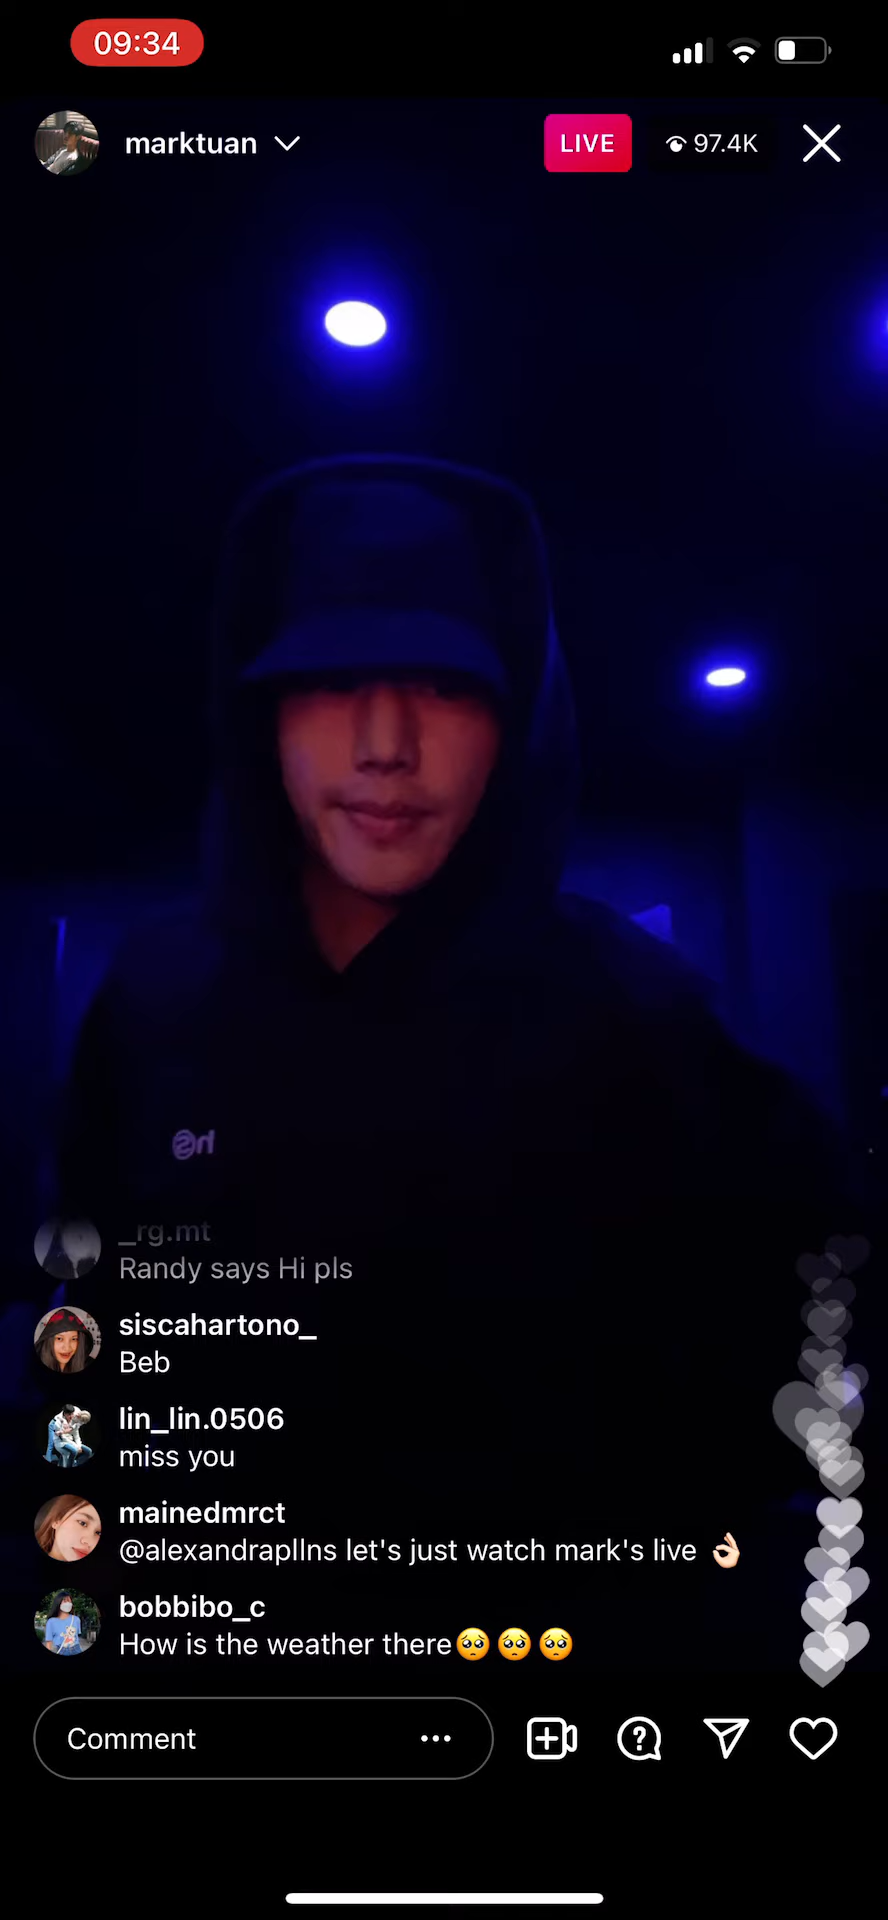 09:34
marktuan
LIVE
97.4K
_rg.mt
Randy says Hi pls
siscahartono_
Beb
lin_lin.0506
miss you
mainedmrct
@alexandrapllns let's just watch mark's live 👌🏻
bobbibo_c
How is the weather there🥺🥺🥺
Comment